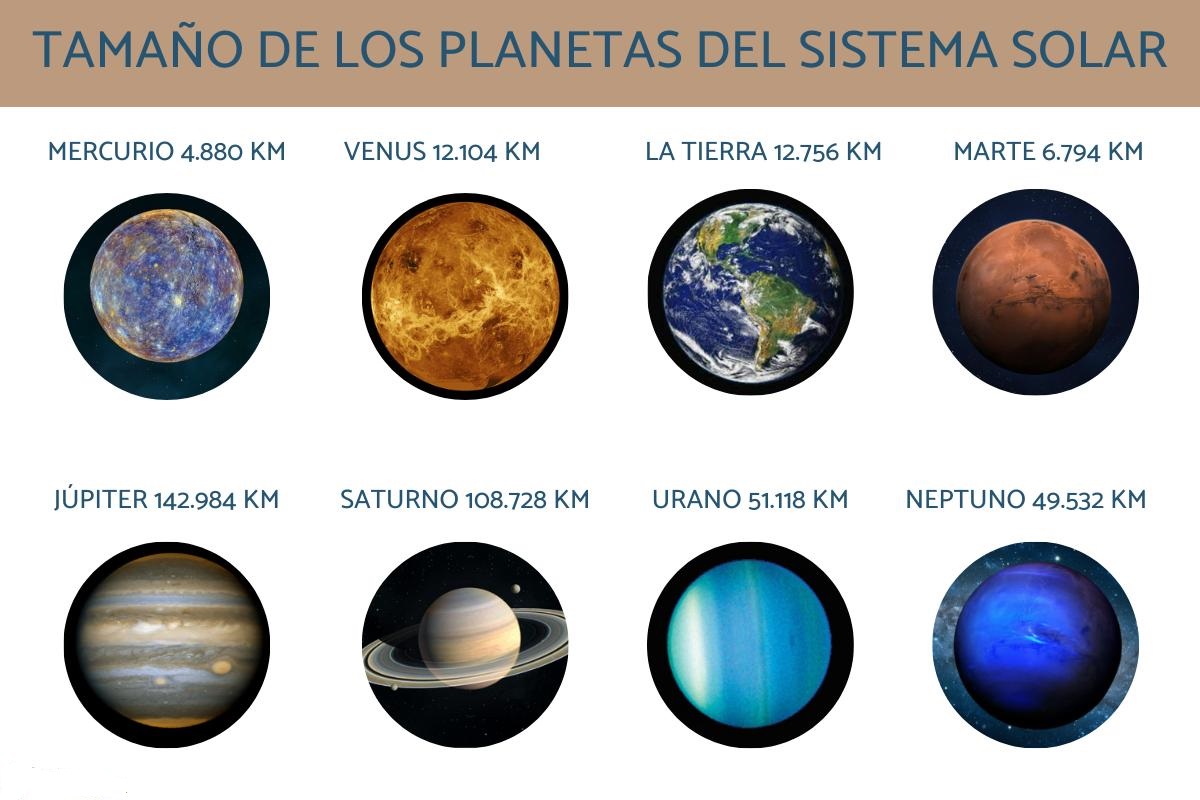 TAMAÑO DE LOS PLANETAS DEL SISTEMA SOLAR
MERCURIO 4.880 KM
VENUS 12.104 KM
LA TIERRA 12.756 KM
MARTE 6.794 KM
JÚPITER 142.984 KM
SATURNO 108.728 KM
URANO 51.118 KM
NEPTUNO 49.532 KM